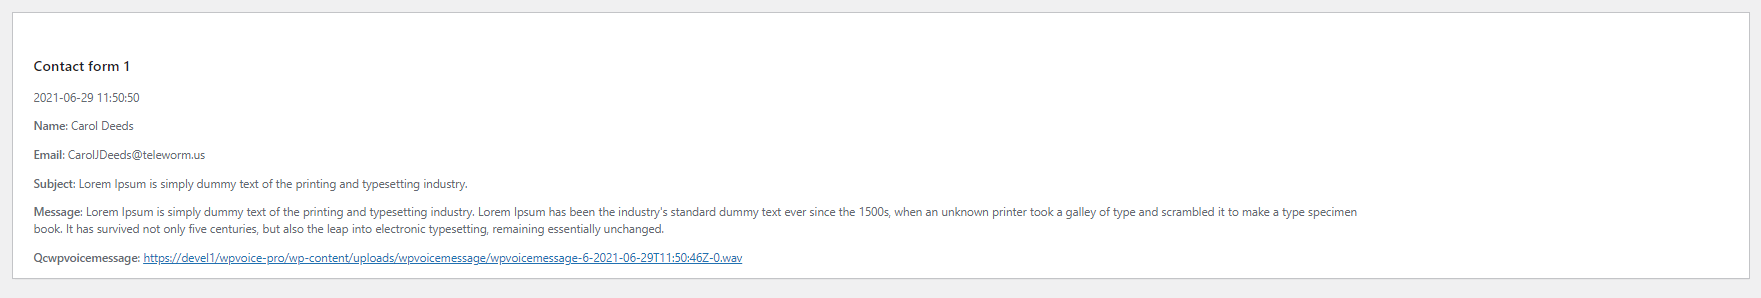 Contact form 1
2021-06-29 11:50:50
Name: Carol Deeds
Email: CarolJDeeds@teleworm.us
Subject: Lorem Ipsum is simply dummy text of the printing and typesetting industry.
Message: Lorem Ipsum is simply dummy text of the printing and typesetting industry. Lorem Ipsum has been the industry's standard dummy text ever since the 1500s, when an unknown printer took a galley of type and scrambled it to make a type specimen
book. It has survived not only five centuries, but also the leap into electronic typesetting, remaining essentially unchanged.
Qcwpvoicemessage: https://devel1/wpvoice-pro/wp-content/uploads/wpvoicemessage/wpvoicemessage-6-2021-06-29T11:50:46Z-0.wav